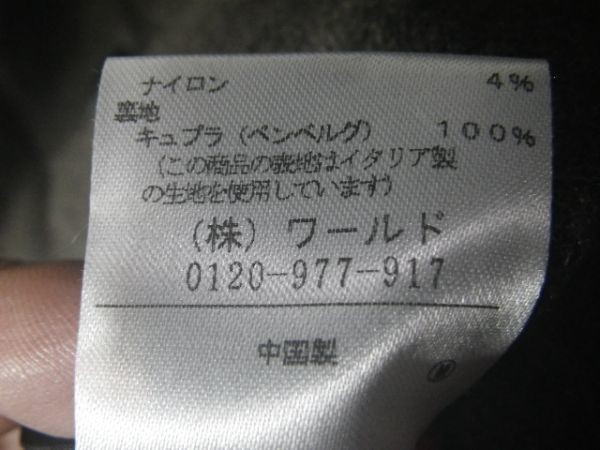 ナイロン 4%
裏地
キュプラ(ベンベルグ) 100%
(この商品の表地はイタリア製
の生地を使用しています)
(株) ワールド
0120-977-917
中国製